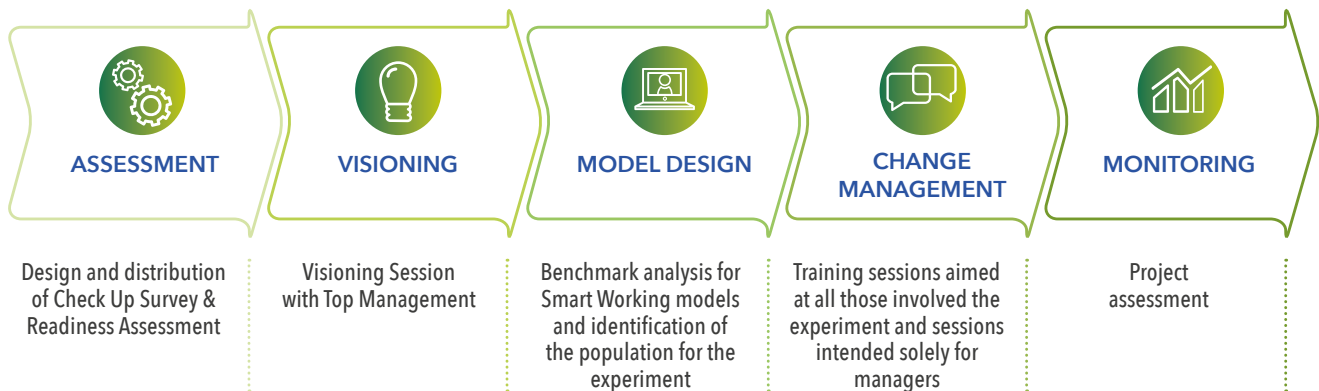 ASSESSMENT
VISIONING
MODEL DESIGN
CHANGE
MANAGEMENT
MONITORING
Design and distribution
of Check Up Survey &
Readiness Assessment
Visioning Session
with Top Management
Benchmark analysis for
Smart Working models
and identification of
the population for the
experiment
Training sessions aimed
at all those involved the
experiment and sessions
intended solely for
managers
Project
assessment